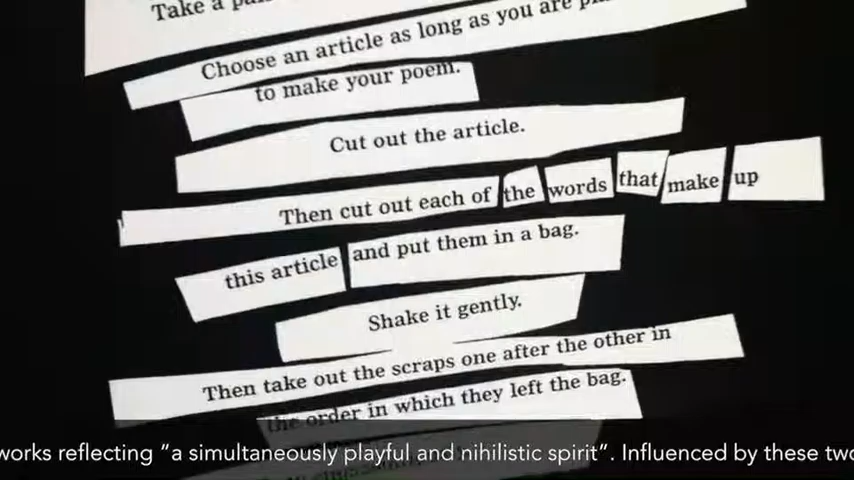 Take a
Choose an article as long as you are
to make your poem.
Cut out the article.
Then cut out each of the words that make up
this article and put them in a bag.
Shake it gently.
Then take out the scraps one after the other in
the order in which they left the bag.
works reflecting “a simultaneously playful and nihilistic spirit”. Influenced by these two